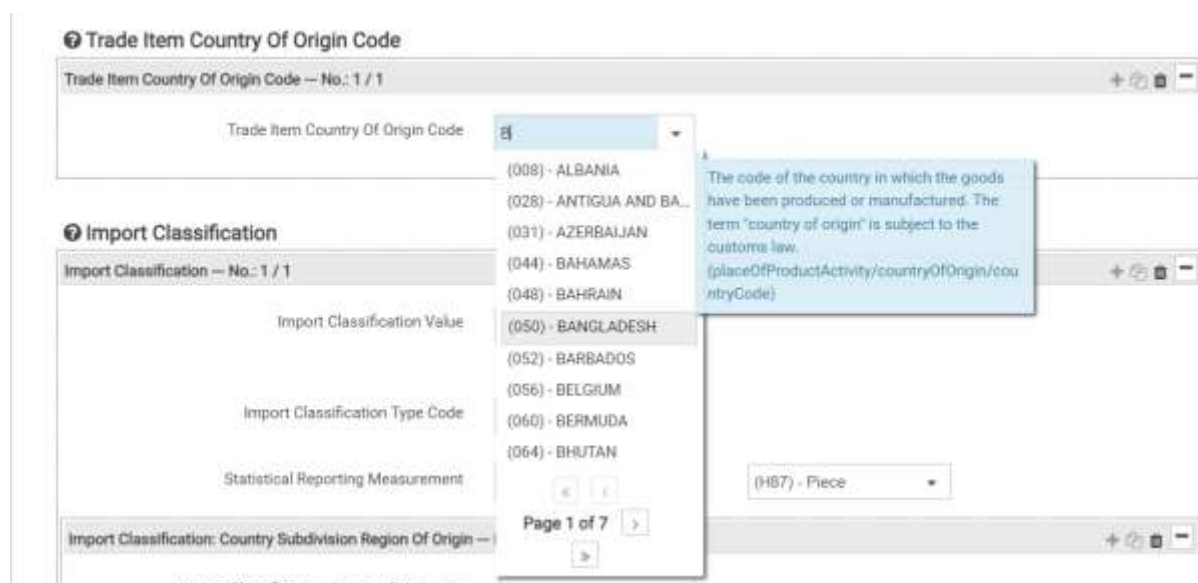 Trade Item Country Of Origin Code
Trade Item Country Of Origin Code — No.: 1 / 1
Trade Item Country Of Origin Code
B
(008) - ALBANIA
(028) - ANTIGUA AND BA...
(031) - AZERBAIJAN
(044) - BAHAMAS
(048) - BAHRAIN
(050) - BANGLADESH
(052) - BARBADOS
(056) - BELGIUM
(060) - BERMUDA
(064) - BHUTAN
Page 1 of 7
The code of the country in which the goods
have been produced or manufactured. The
term "country of origin" is subject to the
customs law.
(placeOfProductActivity/countryOfOrigin/cou
ntryCode)
Import Classification
Import Classification — No.: 1 / 1
Import Classification Value
Import Classification Type Code
Statistical Reporting Measurement
(H87) - Piece
Import Classification: Country Subdivision Region Of Origin —